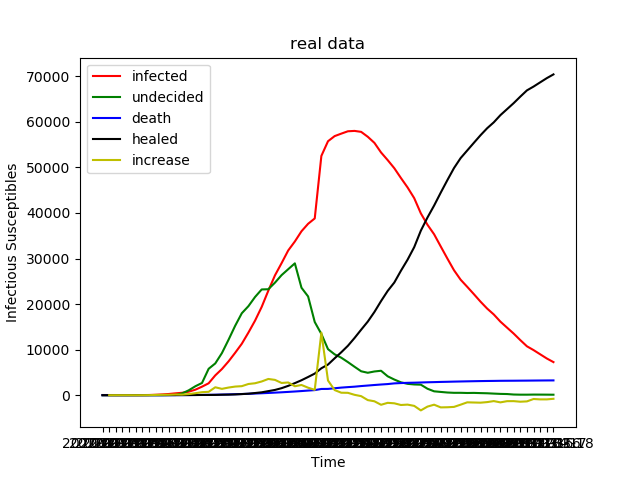 real data
infected
undecided
death
healed
increase
70000
60000
50000
40000
30000
20000
10000
0
Infectious Susceptibles
Time